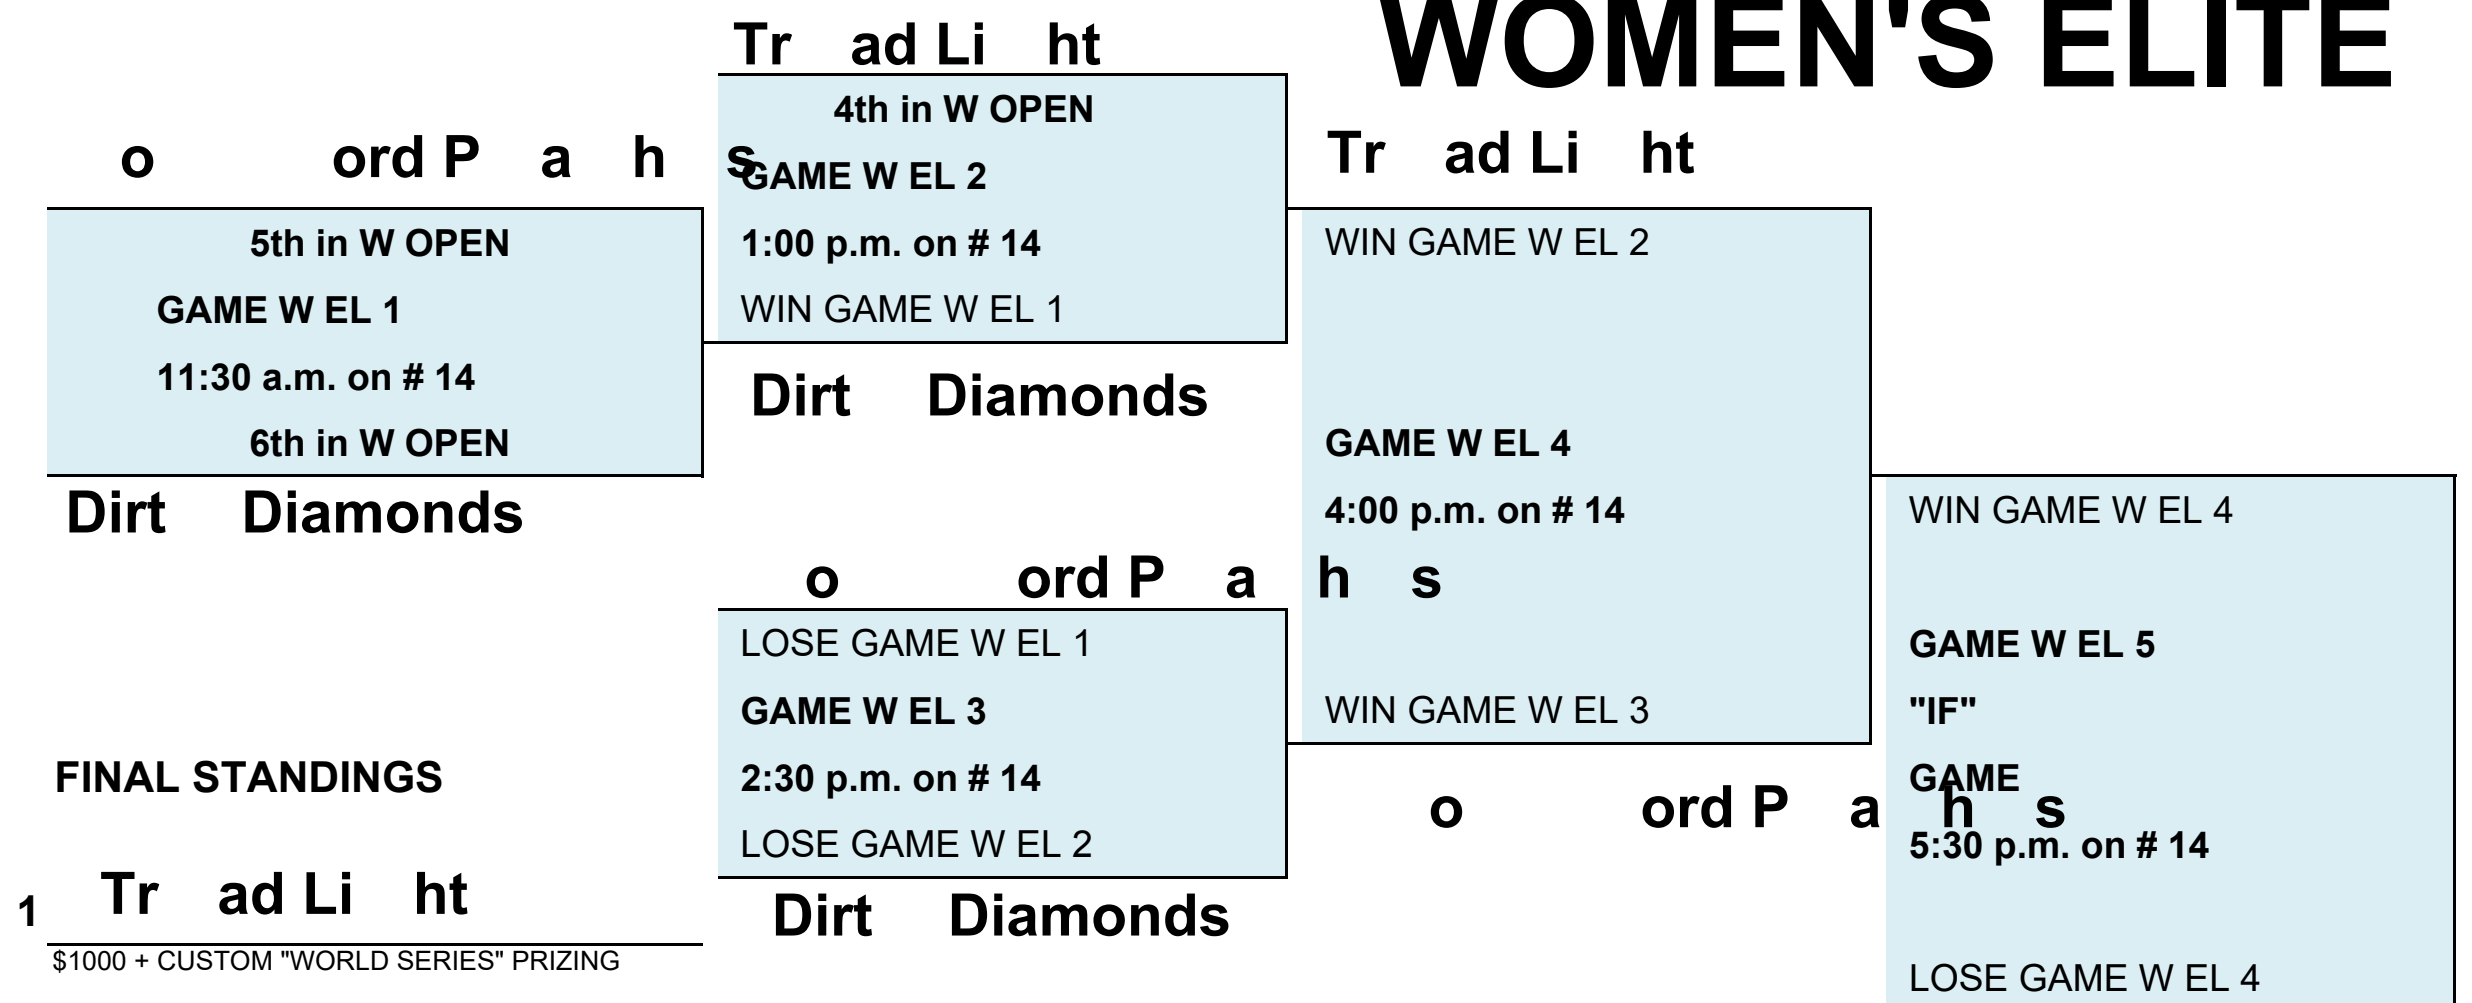 WOMEN'S ELITE
Tr ad Li ht
4th in W OPEN
GAME W EL 2
1:00 p.m. on # 14
WIN GAME W EL 1
Dirt Diamonds
o ord P a h s
5th in W OPEN
GAME W EL 1
11:30 a.m. on # 14
6th in W OPEN
Dirt Diamonds
Tr ad Li ht
WIN GAME W EL 2
GAME W EL 4
4:00 p.m. on # 14
WIN GAME W EL 3
o ord P a h s
o ord P a h s
LOSE GAME W EL 1
GAME W EL 3
2:30 p.m. on # 14
LOSE GAME W EL 2
Dirt Diamonds
WIN GAME W EL 4
GAME W EL 5
"IF"
GAME
5:30 p.m. on # 14
LOSE GAME W EL 4
FINAL STANDINGS
1 Tr ad Li ht
$1000 + CUSTOM "WORLD SERIES" PRIZING